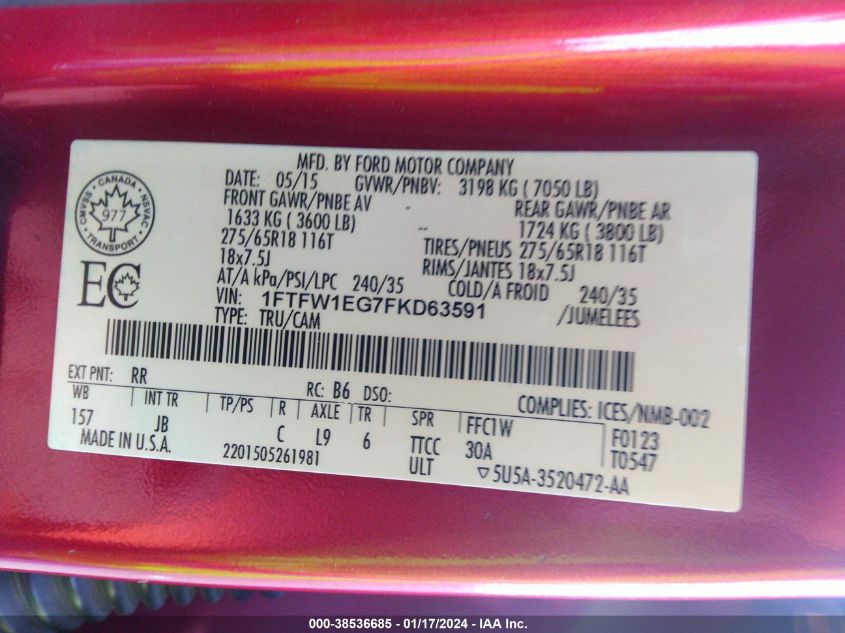 MFD. BY FORD MOTOR COMPANY
DATE: 05/15 GVWR/PNBV: 3198 KG ( 7050 LB)
FRONT GAWR/PNBE AV - REAR GAWR/PNBE AR
1633 KG ( 3600 LB) - 1724 KG ( 3800 LB)
275/65R18 116T TIRES/PNEUS 275/65R18 116T
18x7.5J RIMS/JANTES 18x7.5J
AT/A kPa/PSI/LPC 240/35 COLD/A FROID 240/35
VIN: 1FTFW1EG7FKD63591 /JUMELEES
TYPE: TRU/CAM
CMVSS CANADA NSVAC
977
TRANSPORT
EC
EXT PNT: RR RC: B6 DSO: COMPLIES: ICES/NMB-002
WB INT TR TP/PS R AXLE TR SPR FFC1W F0123
157 JB C L9 6 TTCC 30A T0547
MADE IN U.S.A. 2201505261981 ULT ▽5U5A-3520472-AA
000-38536685 - 01/17/2024 - IAA Inc.